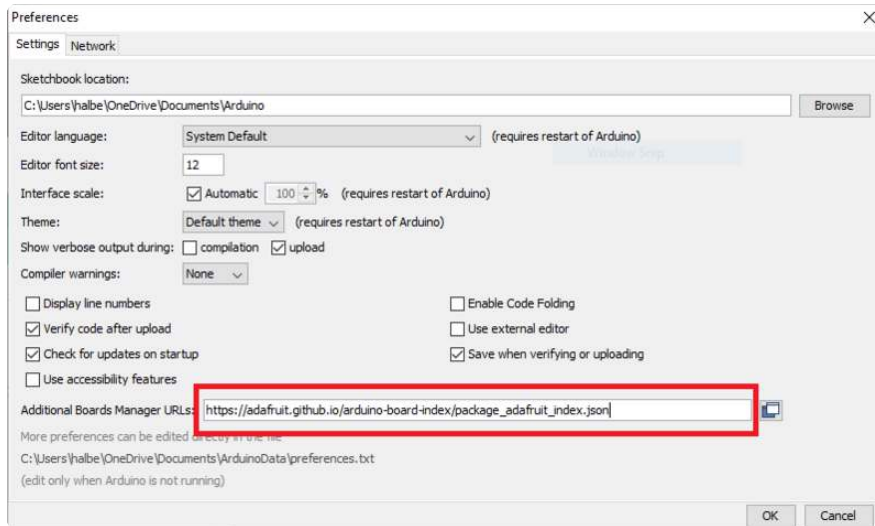 Preferences
Settings Network
Sketchbook location:
C:\Users\halbe\OneDrive\Documents\Arduino Browse
Editor language: System Default (requires restart of Arduino)
Window Snip
Editor font size: 12
Interface scale: Automatic 100 % (requires restart of Arduino)
Theme: Default theme (requires restart of Arduino)
Show verbose output during: compilation upload
Compiler warnings: None
Display line numbers Enable Code Folding
Verify code after upload Use external editor
Check for updates on startup Save when verifying or uploading
Use accessibility features
Additional Boards Manager URLs: https://adafruit.github.io/arduino-board-index/package_adafruit_index.json
More preferences can be edited directly in the file
C:\Users\halbe\OneDrive\Documents\ArduinoData\preferences.txt
(edit only when Arduino is not running)
OK Cancel